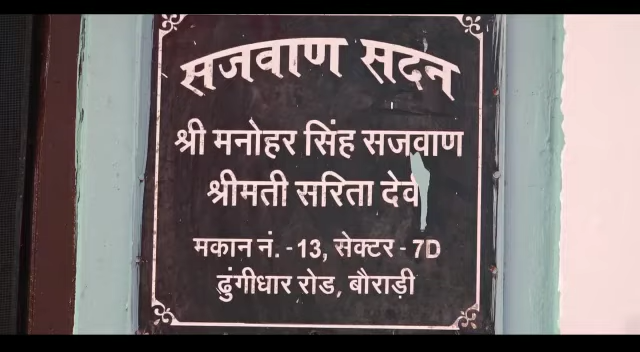 सजवाण सदन
श्री मनोहर सिंह सजवाण
श्रीमती सरिता देवी
मकान नं. - 13, सेक्टर - 7D
ढुंगीधार रोड, बौराड़ी